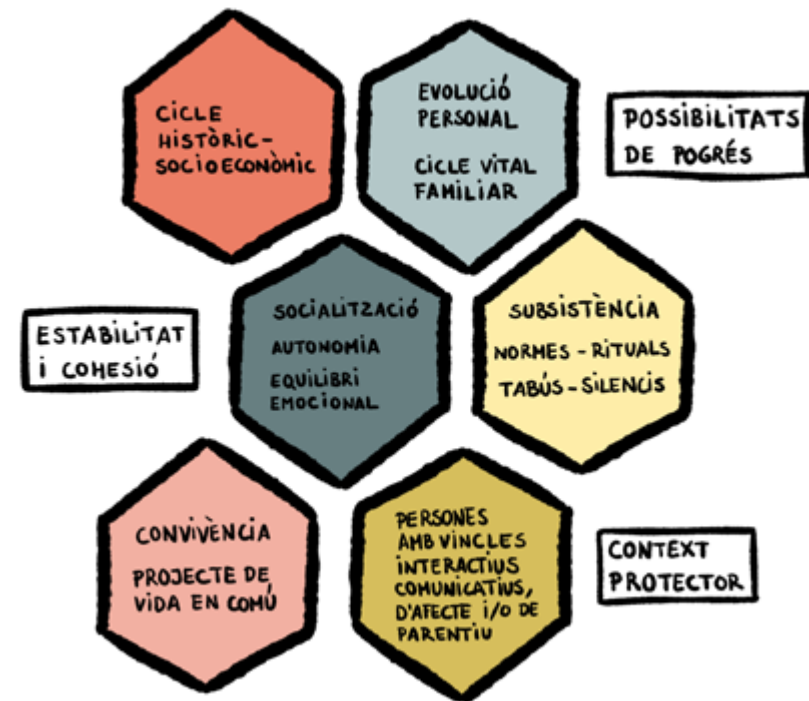 CICLE
HISTÒRIC-
SOCIOECONÒMIC
EVOLUCIÓ
PERSONAL
CICLE VITAL
FAMILIAR
POSSIBILITATS
DE POGRÉS
ESTABILITAT
I COHESIÓ
SOCIALITZACIÓ
AUTONOMIA
EQUILIBRI
EMOCIONAL
SUBSISTÈNCIA
NORMES - RITUALS
TABÚS - SILENCIS
CONVIVÈNCIA
PROJECTE DE
VIDA EN COMÚ
PERSONES
AMB VINCLES
INTERACTIUS
COMUNICATIUS,
D'AFECTE I/O DE
PARENTIU
CONTEXT
PROTECTOR